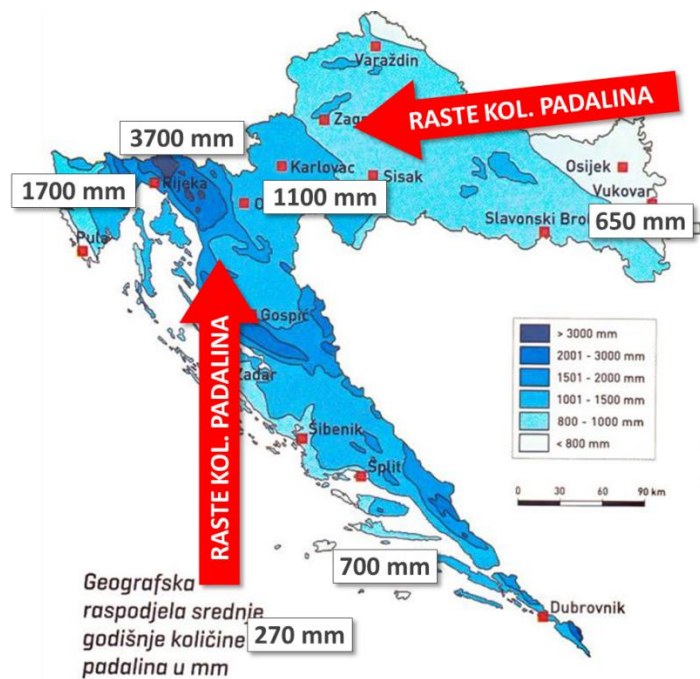 Varaždin
RASTE KOL. PADALINA
3700 mm
Karlovac
Sisak
Osijek
Vukovar
1700 mm
Rijeka
1100 mm
650 mm
Pula
Gospić
Zadar
RASTE KOL. PADALINA
Šibenik
Split
> 3000 mm
2001 - 3000 mm
1501 - 2000 mm
1001 - 1500 mm
800 - 1000 mm
< 800 mm
0 30 60 90 km
700 mm
Dubrovnik
Geografska
raspodjela srednje
godišnje količine
padalina u mm
270 mm